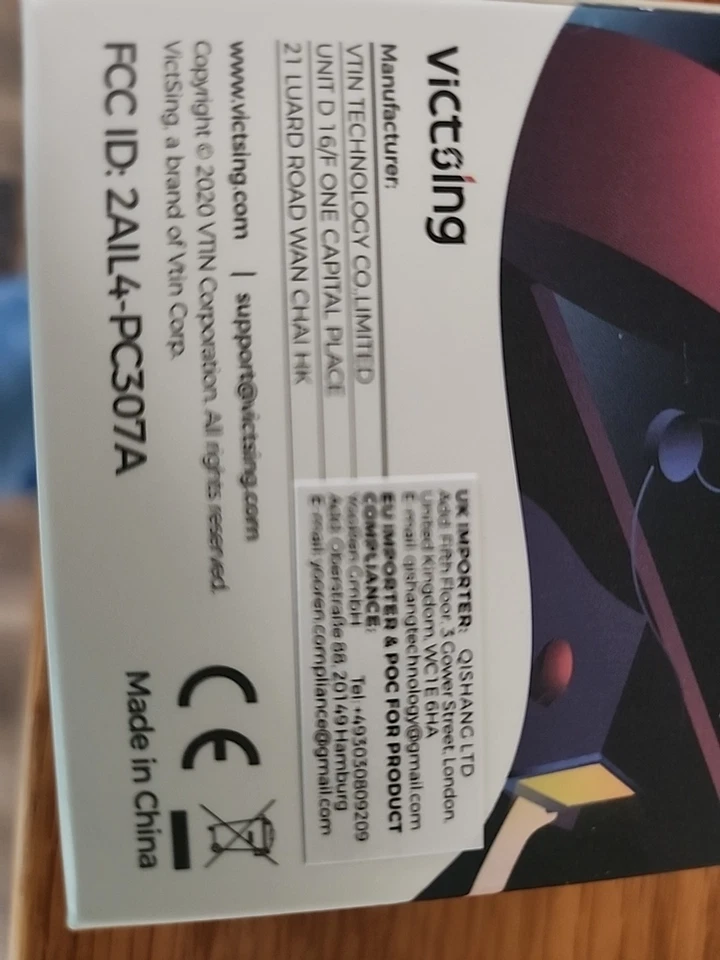 VictSing
Manufacturer:
VTIN TECHNOLOGY CO.,LIMITED
UNIT D 16/F ONE CAPITAL PLACE
21 LUARD ROAD WAN CHAI HK
www.victsing.com | support@victsing.com
Copyright © 2020 VTIN Corporation. All rights reserved.
VictSing, a brand of Vtin Corp.
FCC ID: 2AIL4-PC307A
UK IMPORTER: QISHANG LTD
Add: Fifth Floor, 3 Gower Street, London,
United Kingdom, WC1E 6HA
E-mail: qishangtechnology@gmail.com
EU IMPORTER & POC FOR PRODUCT
COMPLIANCE:
GmbH Tel: +493030809209
Add: Oberstraße 88, 20149 Hamburg
E-mail:
CE
Made in China